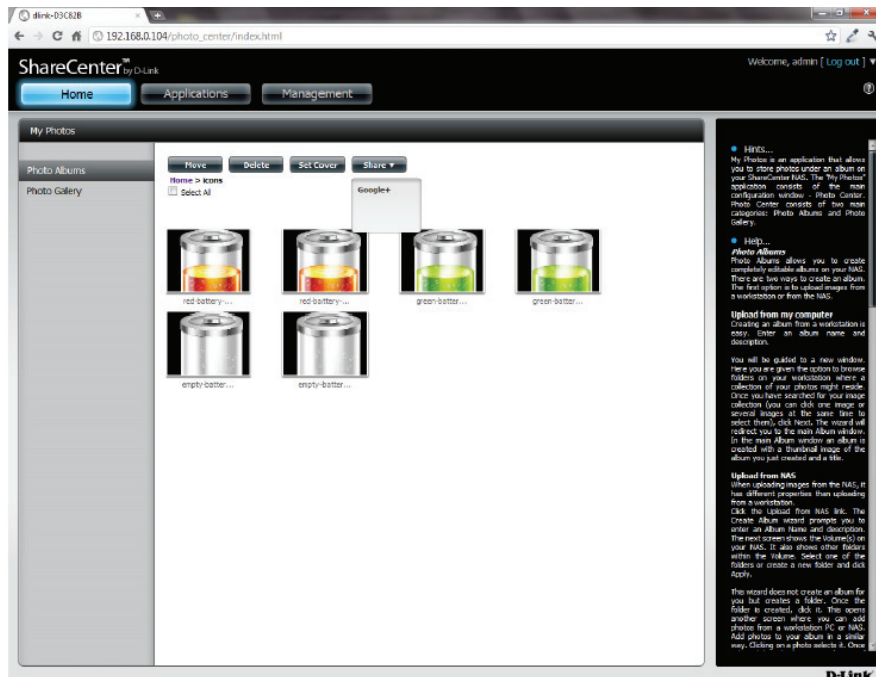 dlink-D3C82B
192.168.0.104/photo_center/index.html
ShareCenter™ by D-Link
Welcome, admin [ Log out ]
Home
Applications
Management
My Photos
Photo Albums
Photo Gallery
Move
Delete
Set Cover
Share
Home > icons
Select All
Google+
red-battery-...
red-battery-...
green-batter...
green-batter...
empty-batter...
empty-batter...
Hints...
My Photos is an application that allows
you to store photos under an album on
your ShareCenter NAS. The "My Photos"
application consists of the main
configuration window - Photo Center.
Photo Center consists of two main
categories: Photo Albums and Photo
Gallery.
Help...
Photo Albums
Photo Albums allows you to create
completely editable albums on your NAS.
There are two ways to create an album.
The first option is to upload images from
a workstation or from the NAS.
Upload from my computer
Creating an album from a workstation is
easy. Enter an album name and
description.
You will be guided to a new window.
Here you are given the option to browse
folders on your workstation where a
collection of your photos might reside.
Once you have searched for your image
collection (you can click one image or
several images at the same time to
select them), click Next. The wizard will
redirect you to the main Album window.
In the main Album window an album is
created with a thumbnail image of the
album you just created and a title.
Upload from NAS
When uploading images from the NAS, it
has different properties than uploading
from a workstation.
Click the Upload from NAS link. The
Create Album wizard prompts you to
enter an Album Name and description.
The next screen shows the Volume(s) on
your NAS. It also shows other folders
within the Volume. Select one of the
folders or create a new folder and click
Apply.
This wizard does not create an album for
you but creates a folder. Once the
folder is created, click it. This opens
another screen where you can add
photos from a workstation PC or NAS.
Add photos to your album in a similar
way. Clicking on a photo selects it. Once
D-Link